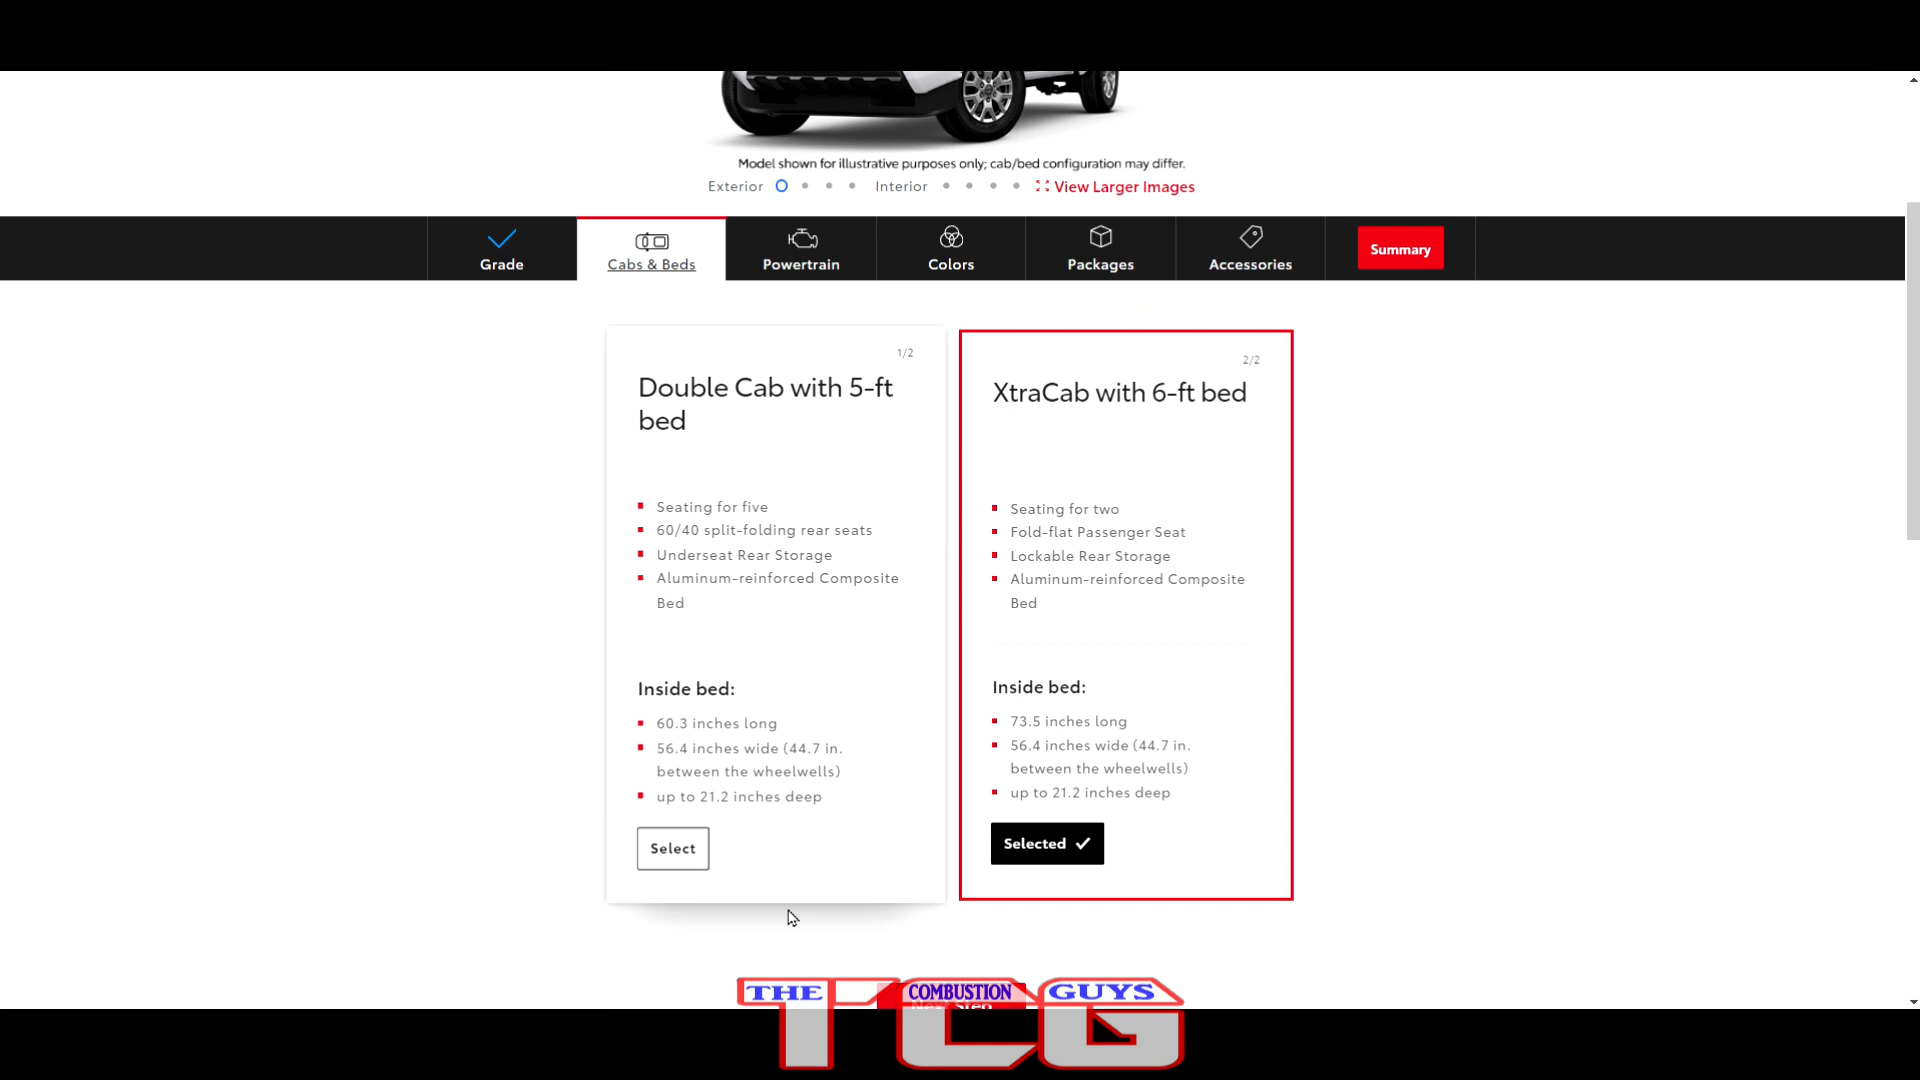 Model shown for illustrative purposes only; cab/bed configuration may differ.
Exterior Interior View Larger Images
Grade
Cabs & Beds
Powertrain
Colors
Packages
Accessories
Summary
1/2
Double Cab with 5-ft
bed
Seating for five
60/40 split-folding rear seats
Underseat Rear Storage
Aluminum-reinforced Composite
Bed
Inside bed:
60.3 inches long
56.4 inches wide (44.7 in.
between the wheelwells)
up to 21.2 inches deep
Select
2/2
XtraCab with 6-ft bed
Seating for two
Fold-flat Passenger Seat
Lockable Rear Storage
Aluminum-reinforced Composite
Bed
Inside bed:
73.5 inches long
56.4 inches wide (44.7 in.
between the wheelwells)
up to 21.2 inches deep
Selected
THE COMBUSTION GUYS
TCG